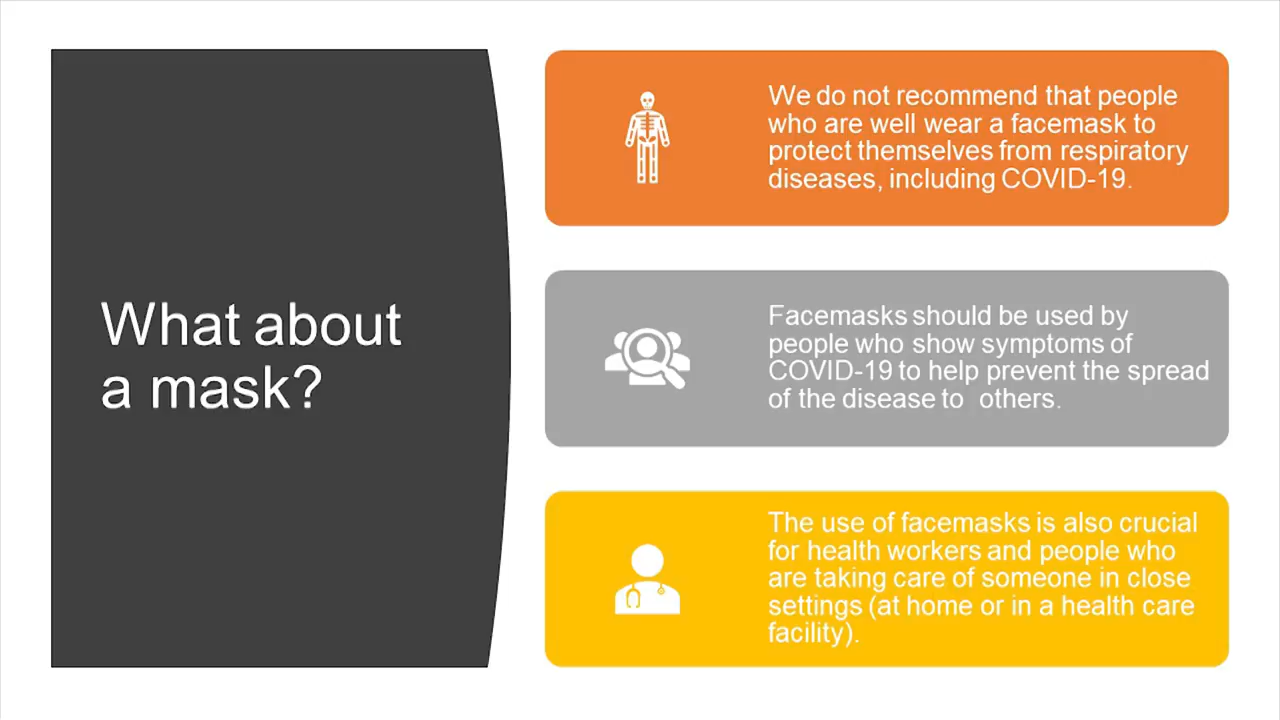 What about
a mask?
We do not recommend that people
who are well wear a facemask to
protect themselves from respiratory
diseases, including COVID-19.
Facemasks should be used by
people who show symptoms of
COVID-19 to help prevent the spread
of the disease to  others.
The use of facemasks is also crucial
for health workers and people who
are taking care of someone in close
settings (at home or in a health care
facility).